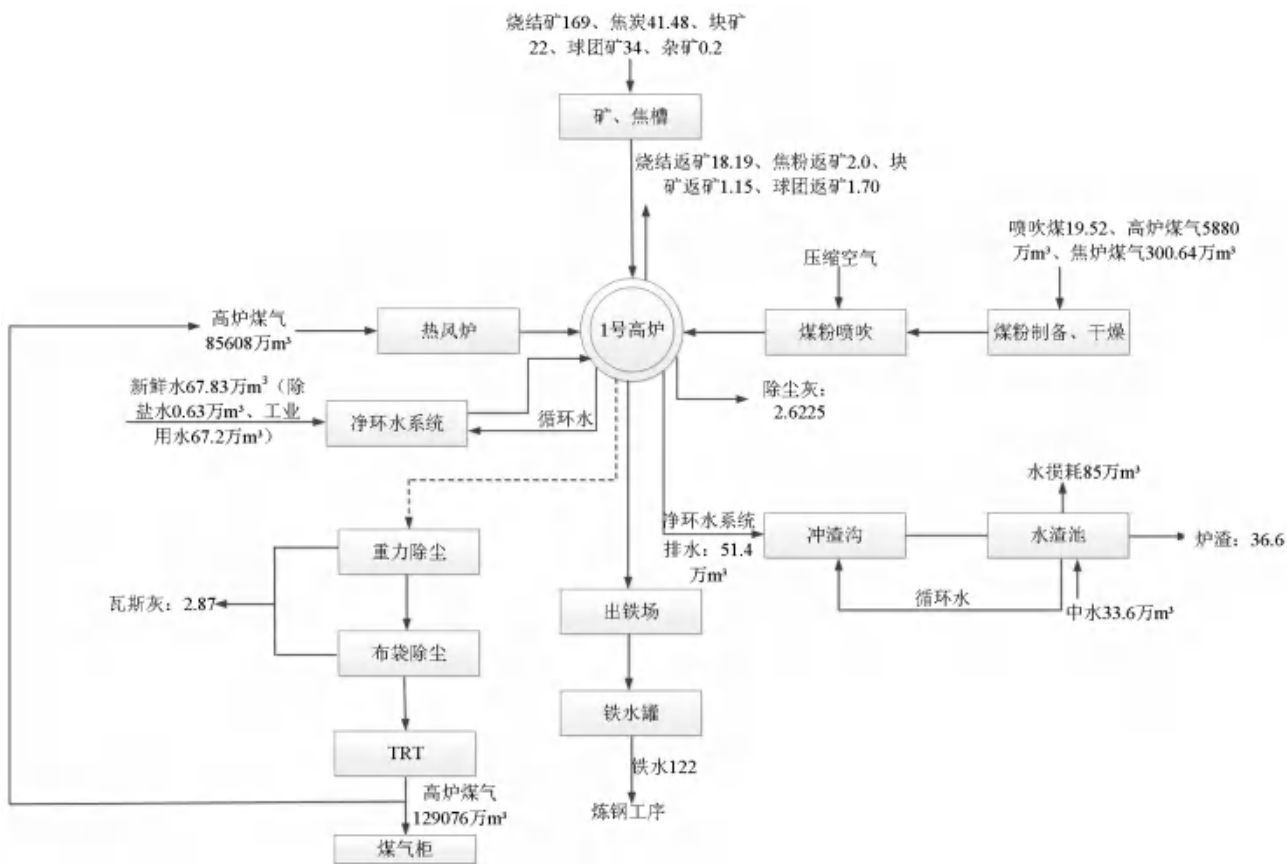 烧结矿169、焦炭41.48、块矿
22、球团矿34、杂矿0.2
矿、焦槽
烧结返矿18.19、焦粉返矿2.0、块
矿返矿1.15、球团返矿1.70
喷吹煤19.52、高炉煤气5880
万m³、焦炉煤气300.64万m³
压缩空气
高炉煤气
85608万m³
热风炉
1号高炉
煤粉喷吹
煤粉制备、干燥
新鲜水67.83万m³（除
盐水0.63万m³、工业
用水67.2万m³）
净环水系统
循环水
除尘灰：
2.6225
水损耗85万m³
净环水系统
排水：51.4
万m³
冲渣沟
水渣池
炉渣：36.6
循环水
中水33.6万m³
重力除尘
瓦斯灰：2.87
布袋除尘
出铁场
铁水罐
TRT
铁水122
高炉煤气
129076万m³
炼钢工序
煤气柜